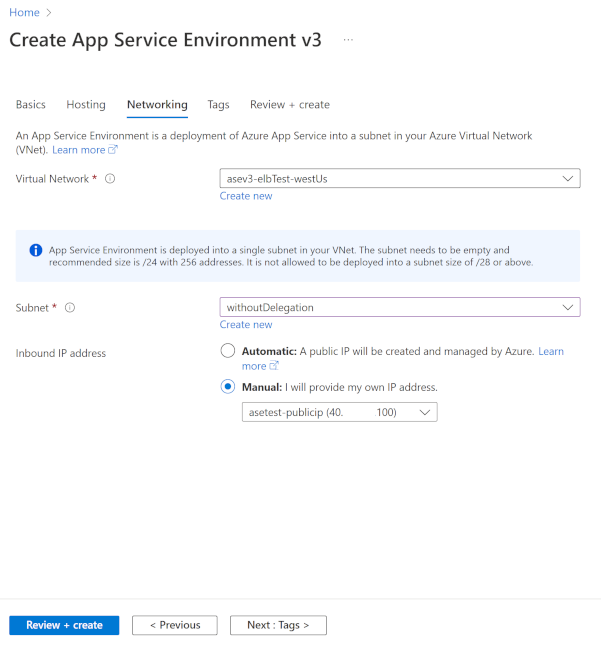 Home >
Create App Service Environment v3 ...
Basics Hosting Networking Tags Review + create
An App Service Environment is a deployment of Azure App Service into a subnet in your Azure Virtual Network
(VNet). Learn more
Virtual Network * asev3-elbTest-westUs
Create new
App Service Environment is deployed into a single subnet in your VNet. The subnet needs to be empty and
recommended size is /24 with 256 addresses. It is not allowed to be deployed into a subnet size of /28 or above.
Subnet * withoutDelegation
Create new
Inbound IP address Automatic: A public IP will be created and managed by Azure. Learn
more
Manual: I will provide my own IP address.
asetest-publicip (40. .100)
Review + create < Previous Next : Tags >